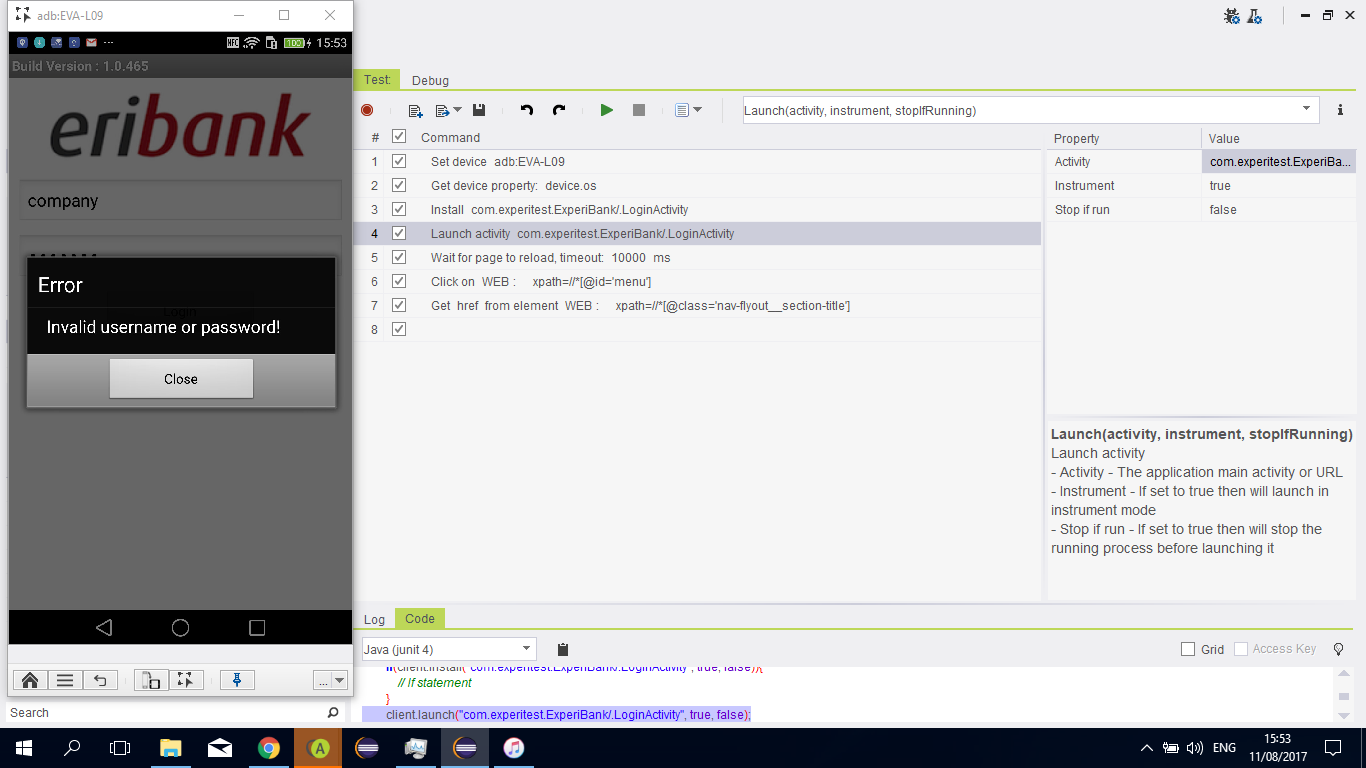 adb:EVA-L09
15:53
Build Version : 1.0.465
eribank
company
Error
Invalid username or password!
Close
...
Search
Test:
Debug
Launch(activity, instrument, stopIfRunning)
# Command
1 Set device adb:EVA-L09
2 Get device property: device.os
3 Install com.experitest.ExperiBank/.LoginActivity
4 Launch activity com.experitest.ExperiBank/.LoginActivity
5 Wait for page to reload, timeout: 10000 ms
6 Click on WEB : xpath=//*[@id='menu']
7 Get href from element WEB : xpath=//*[@class='nav-flyout__section-title']
8
Property Value
Activity com.experitest.ExperiBa...
Instrument true
Stop if run false
Launch(activity, instrument, stopIfRunning)
Launch activity
- Activity - The application main activity or URL
- Instrument - If set to true then will launch in
instrument mode
- Stop if run - If set to true then will stop the
running process before launching it
Log
Code
Java (junit 4)
Grid
Access Key
if(client.install("com.experitest.ExperiBank/.LoginActivity", true, false)){
// If statement
}
client.launch("com.experitest.ExperiBank/.LoginActivity", true, false);
ENG
15:53
11/08/2017